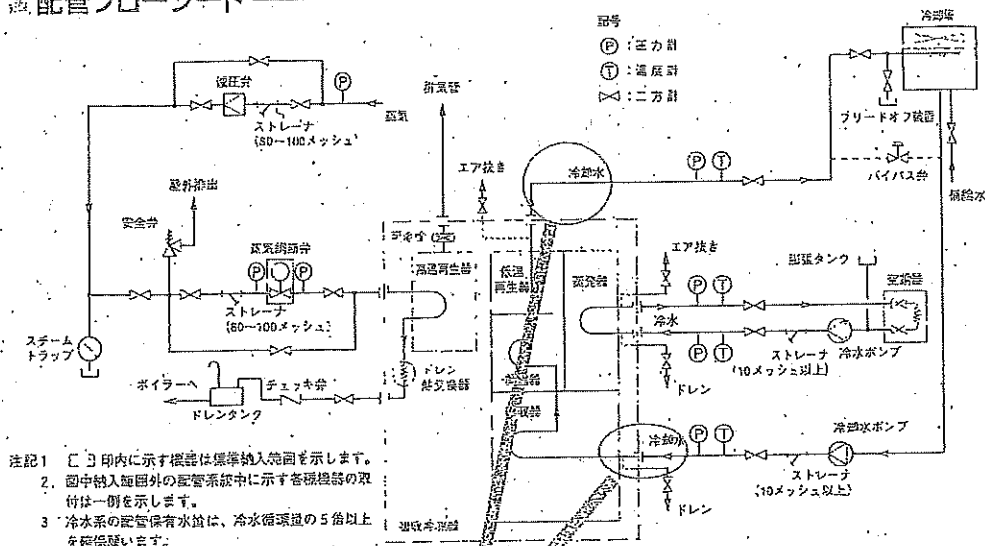 配管フローシート
記号
P:圧力計
T:温度計
:二方計
冷却塔
減圧弁
P
ストレーナ
(80〜100メッシュ)
蒸気
排気管
エア抜き
冷却水
P T
ブリードオフ装置
バイパス弁
補給水
安全弁
蒸気調節弁
P P
ストレーナ
(60〜100メッシュ)
スチーム
トラップ
高温再生器
低温
再生器
蒸発器
エア抜き
膨張タンク
P T
冷水
P T
ストレーナ
(10メッシュ以上)
冷水ポンプ
ドレン
ボイラーへ
ドレンタンク
チェッキ弁
ドレン
熱交換器
冷却水
P T
冷却水ポンプ
ストレーナ
(10メッシュ以上)
ドレン
注記1 [ ]印内に示す機器は標準納入範囲を示します。
2. 図中納入範囲外の配管系統中に示す各種機器の取
付は一例を示します。
3 冷水系の配管保有水量は、冷水循環量の5倍以上
を確保願います。